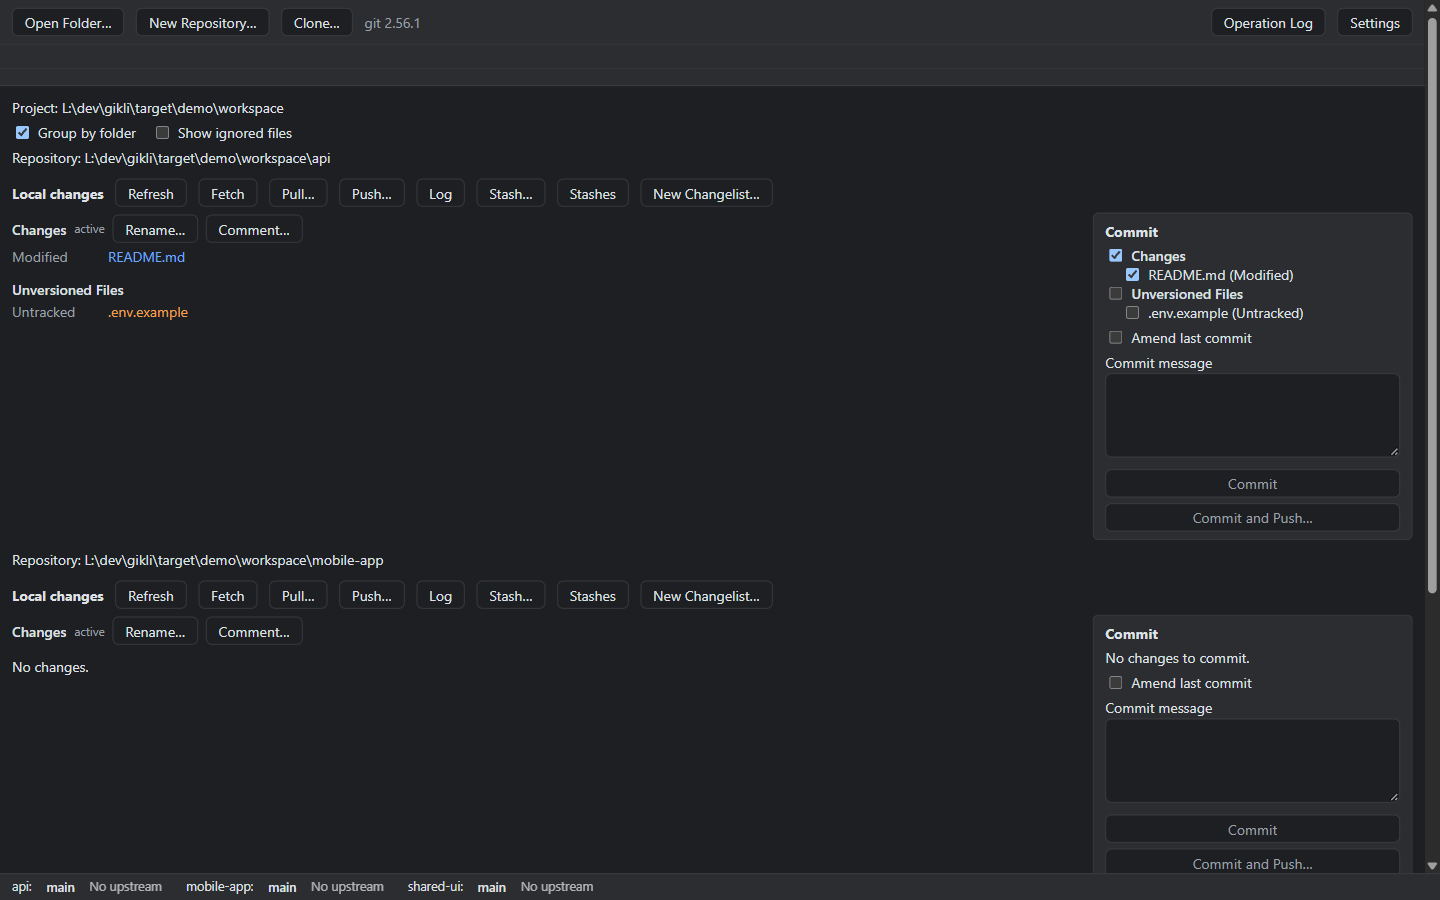 Open Folder... New Repository... Clone... git 2.56.1 Operation Log Settings
Project: L:\dev\gikli\target\demo\workspace
Group by folder Show ignored files
Repository: L:\dev\gikli\target\demo\workspace\api
Local changes Refresh Fetch Pull... Push... Log Stash... Stashes New Changelist...
Changes active Rename... Comment...
Modified README.md
Unversioned Files
Untracked .env.example
Commit
Changes
README.md (Modified)
Unversioned Files
.env.example (Untracked)
Amend last commit
Commit message
Commit
Commit and Push...
Repository: L:\dev\gikli\target\demo\workspace\mobile-app
Local changes Refresh Fetch Pull... Push... Log Stash... Stashes New Changelist...
Changes active Rename... Comment...
No changes.
Commit
No changes to commit.
Amend last commit
Commit message
Commit
Commit and Push...
api: main No upstream mobile-app: main No upstream shared-ui: main No upstream